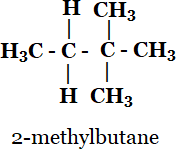 H CH₃
H₃C - C - C - CH₃
H CH₃
2-methylbutane